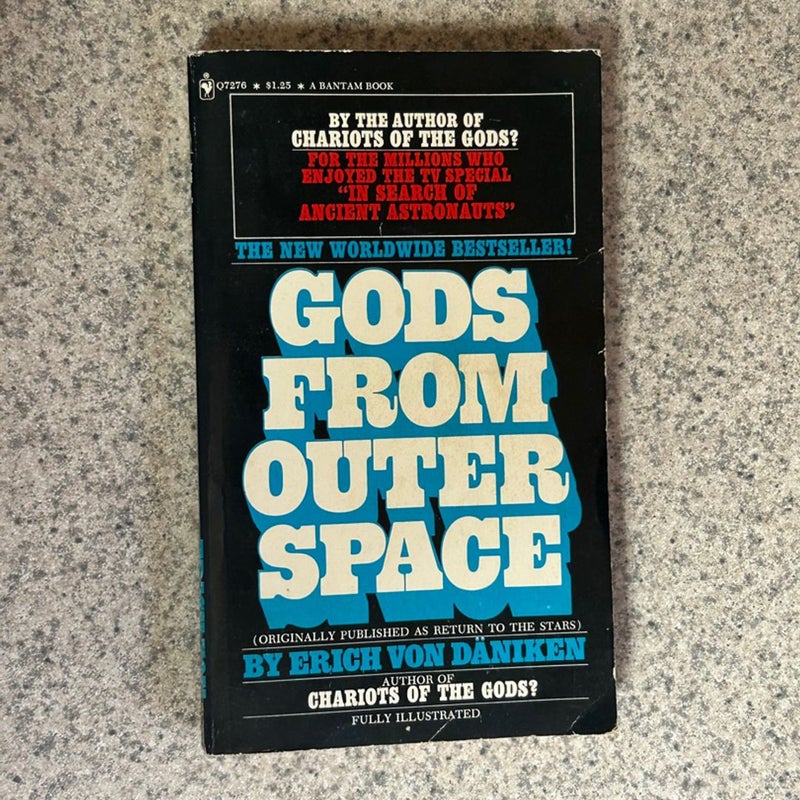 Q7276 * $1.25 * A BANTAM BOOK
BY THE AUTHOR OF
CHARIOTS OF THE GODS?
FOR THE MILLIONS WHO
ENJOYED THE TV SPECIAL
“IN SEARCH OF
ANCIENT ASTRONAUTS”
THE NEW WORLDWIDE BESTSELLER!
GODS
FROM
OUTER
SPACE
(ORIGINALLY PUBLISHED AS RETURN TO THE STARS)
BY ERICH VON DÄNIKEN
AUTHOR OF
CHARIOTS OF THE GODS?
FULLY ILLUSTRATED